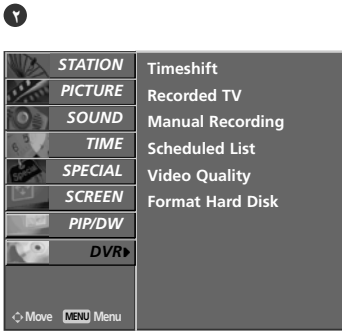 ٢
STATION
PICTURE
SOUND
TIME
SPECIAL
SCREEN
PIP/DW
DVR
Timeshift
Recorded TV
Manual Recording
Scheduled List
Video Quality
Format Hard Disk
Move MENU Menu